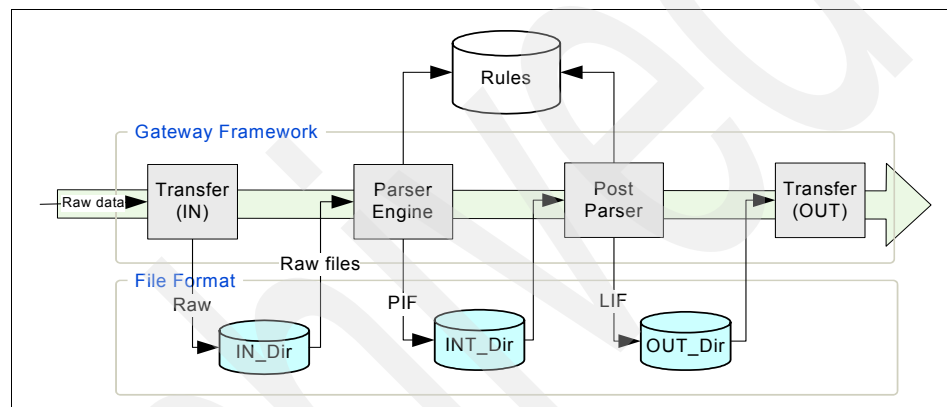 Rules
Gateway Framework
Raw data
Transfer
(IN)
Parser
Engine
Post
Parser
Transfer
(OUT)
Raw files
File Format
Raw
PIF
LIF
IN_Dir
INT_Dir
OUT_Dir